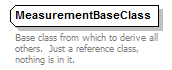 MeasurementBaseClass
Base class from which to derive all
others.  Just a reference class,
nothing is in it.